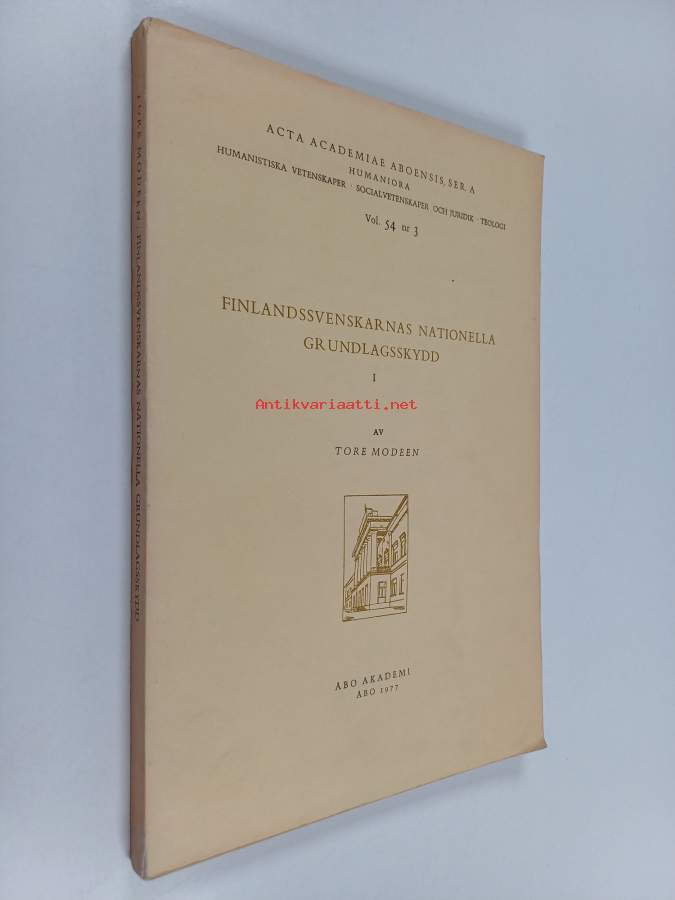 ACTA ACADEMIAE ABOENSIS, SER. A
HUMANIORA
HUMANISTISKA VETENSKAPER · SOCIALVETENSKAPER OCH JURIDIK · TEOLOGI
Vol. 54 nr 3
FINLANDSSVENSKARNAS NATIONELLA
GRUNDLAGSSKYDD
I
Antikvariaatti.net
AV
TORE MODEEN
ÅBO AKADEMI
ÅBO 1977
TORE MODEEN · FINLANDSSVENSKARNAS NATIONELLA GRUNDLAGSSKYDD